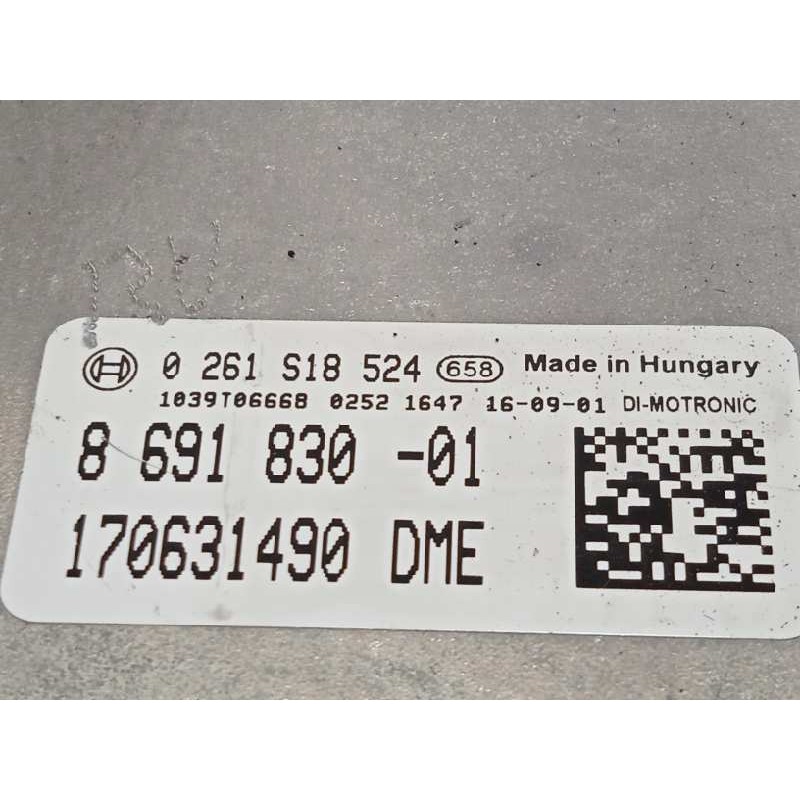 0 261 S18 524 658 Made in Hungary
1039T06668 0252 1647 16-09-01 DI-MOTRONIC
8 691 830 -01
170631490 DME